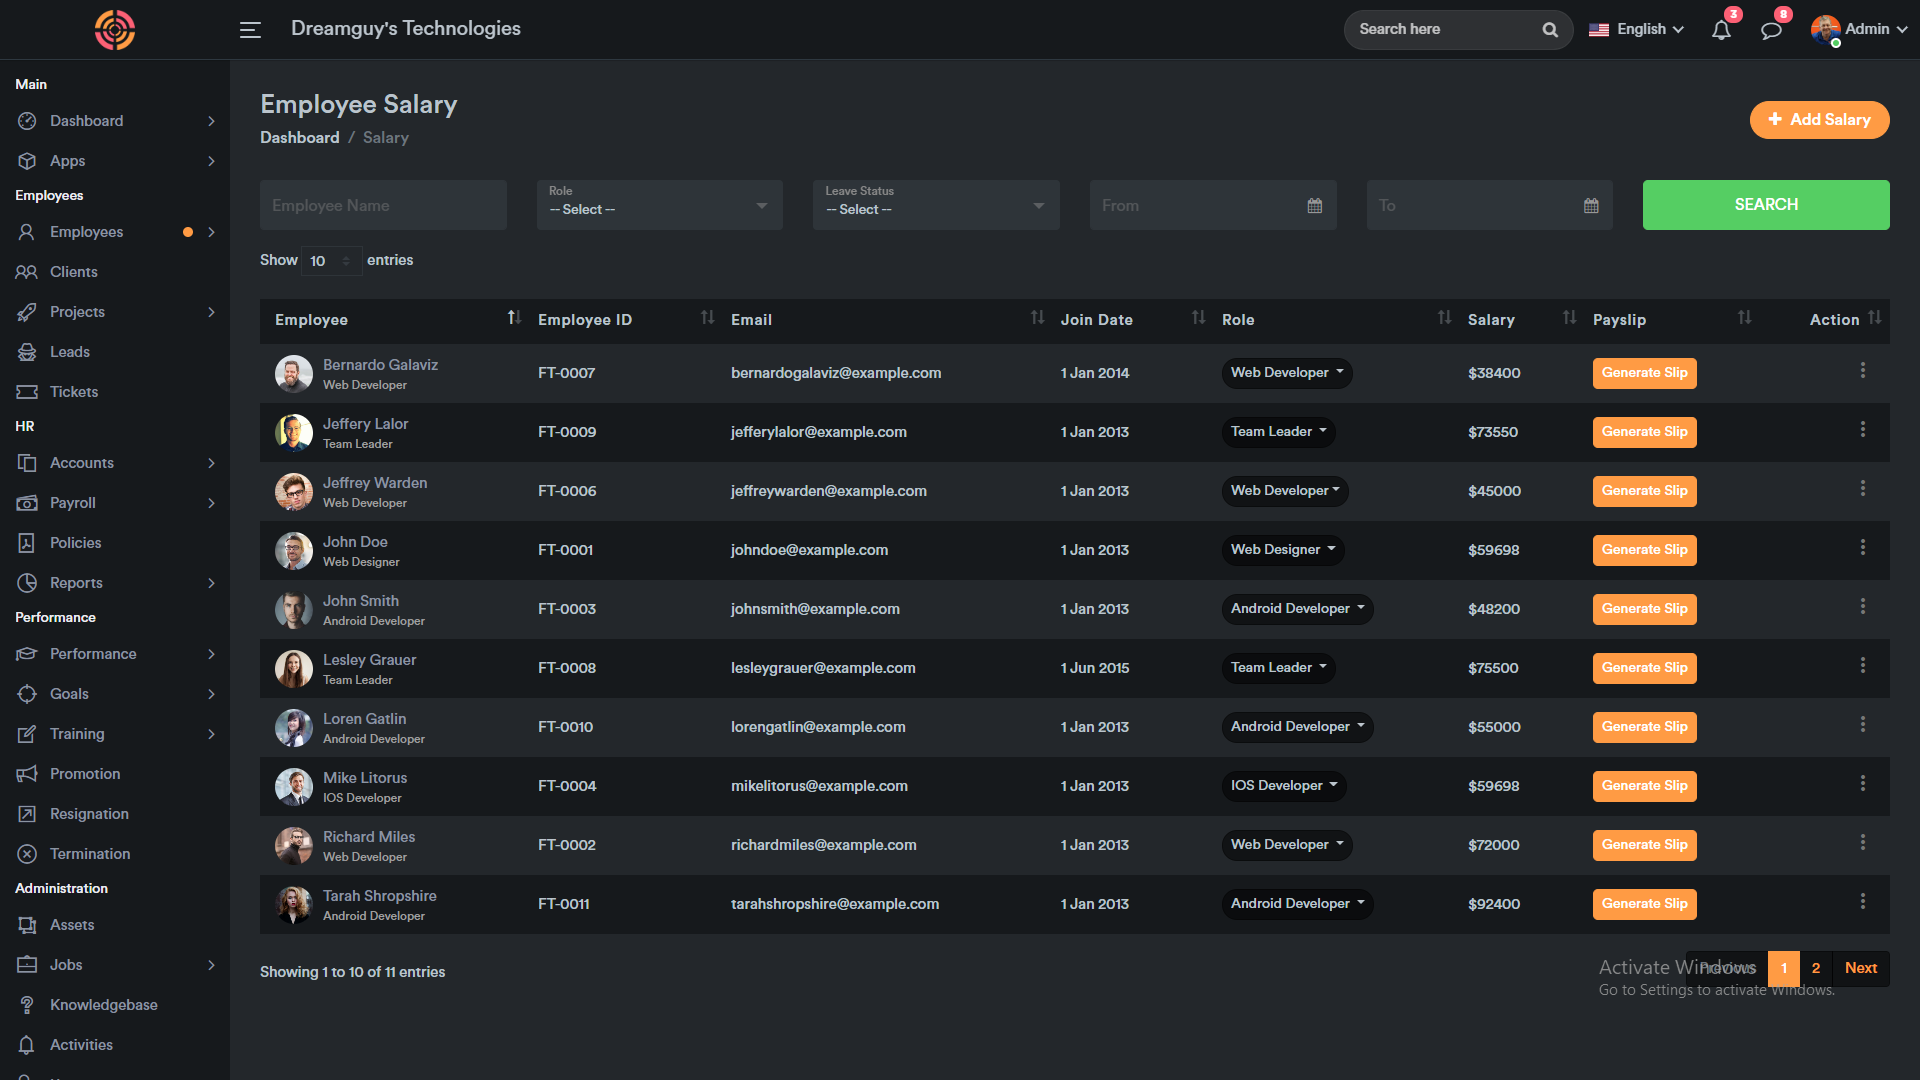 Dreamguy's Technologies
Search here
English
3
8
Admin
Main
Dashboard
Apps
Employees
Employees
Clients
Projects
Leads
Tickets
HR
Accounts
Payroll
Policies
Reports
Performance
Performance
Goals
Training
Promotion
Resignation
Termination
Administration
Assets
Jobs
Knowledgebase
Activities
Employee Salary
Dashboard / Salary
+ Add Salary
Employee Name
Role
-- Select --
Leave Status
-- Select --
From
To
SEARCH
Show 10 entries
Employee Employee ID Email Join Date Role Salary Payslip Action
Bernardo Galaviz
Web Developer
FT-0007 bernardogalaviz@example.com 1 Jan 2014 Web Developer $38400 Generate Slip
Jeffery Lalor
Team Leader
FT-0009 jefferylalor@example.com 1 Jan 2013 Team Leader $73550 Generate Slip
Jeffrey Warden
Web Developer
FT-0006 jeffreywarden@example.com 1 Jan 2013 Web Developer $45000 Generate Slip
John Doe
Web Designer
FT-0001 johndoe@example.com 1 Jan 2013 Web Designer $59698 Generate Slip
John Smith
Android Developer
FT-0003 johnsmith@example.com 1 Jan 2013 Android Developer $48200 Generate Slip
Lesley Grauer
Team Leader
FT-0008 lesleygrauer@example.com 1 Jun 2015 Team Leader $75500 Generate Slip
Loren Gatlin
Android Developer
FT-0010 lorengatlin@example.com 1 Jan 2013 Android Developer $55000 Generate Slip
Mike Litorus
IOS Developer
FT-0004 mikelitorus@example.com 1 Jan 2013 IOS Developer $59698 Generate Slip
Richard Miles
Web Developer
FT-0002 richardmiles@example.com 1 Jan 2013 Web Developer $72000 Generate Slip
Tarah Shropshire
Android Developer
FT-0011 tarahshropshire@example.com 1 Jan 2013 Android Developer $92400 Generate Slip
Showing 1 to 10 of 11 entries
Previous 1 2 Next
Activate Windows
Go to Settings to activate Windows.